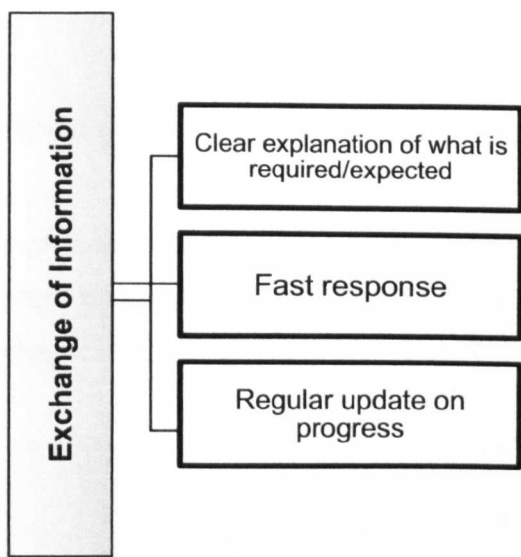 Exchange of Information
Clear explanation of what is
required/expected
Fast response
Regular update on
progress